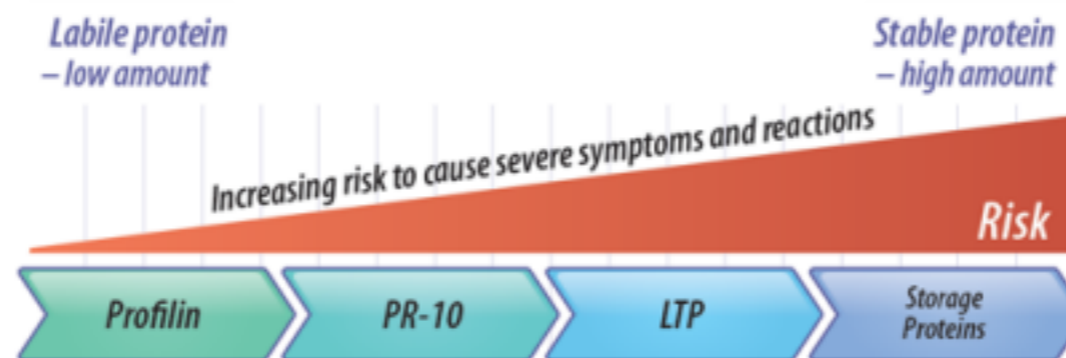 Labile protein
– low amount
Stable protein
– high amount
Increasing risk to cause severe symptoms and reactions
Risk
Profilin
PR-10
LTP
Storage
Proteins